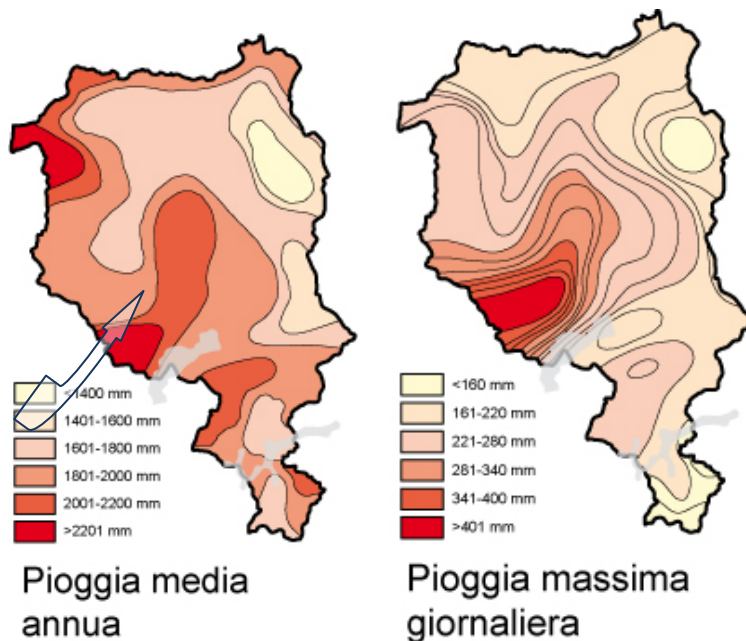 <1400 mm
1401-1600 mm
1601-1800 mm
1801-2000 mm
2001-2200 mm
>2201 mm
Pioggia media
annua
<160 mm
161-220 mm
221-280 mm
281-340 mm
341-400 mm
>401 mm
Pioggia massima
giornaliera